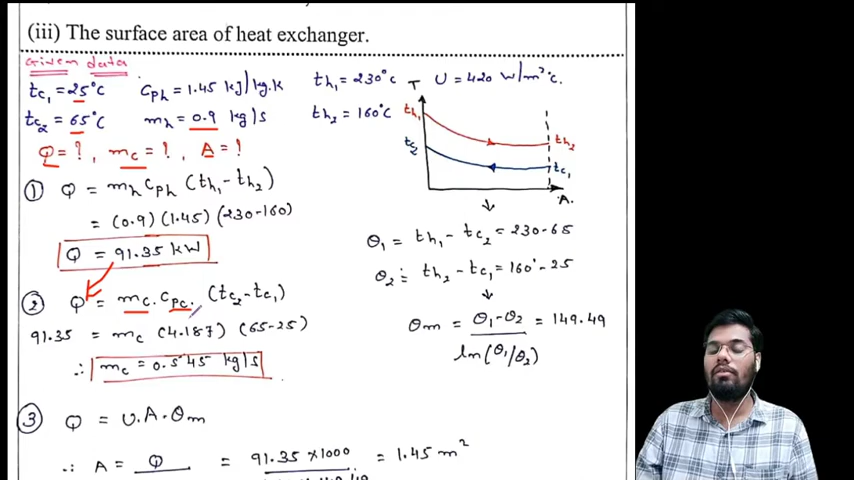 (iii) The surface area of heat exchanger.
Given data
tc₁ = 25°c  Cph = 1.45 kJ/kg.K  th₁ = 230°c  U = 420 W/m²c.
tc₂ = 65°c  mh = 0.9 kg/s  th₂ = 160°c
Q = ?, mc = ?, A = ?
T
th₁
tc₂
th₂
tc₁
A.
① Q = mh Cph (th₁ - th₂)
= (0.9) (1.45) (230-160)
Q = 91.35 kW
② Q = mc. Cpc. (tc₂-tc₁)
91.35 = mc (4.187) (65-25)
∴ mc = 0.545 kg/s
θ₁ = th₁ - tc₂ = 230-65
θ₂ = th₂ - tc₁ = 160°-25
θm = θ₁-θ₂ / ln(θ₁/θ₂) = 149.49
③ Q = U.A.θm
∴ A = Q = 91.35 × 1000 = 1.45 m²